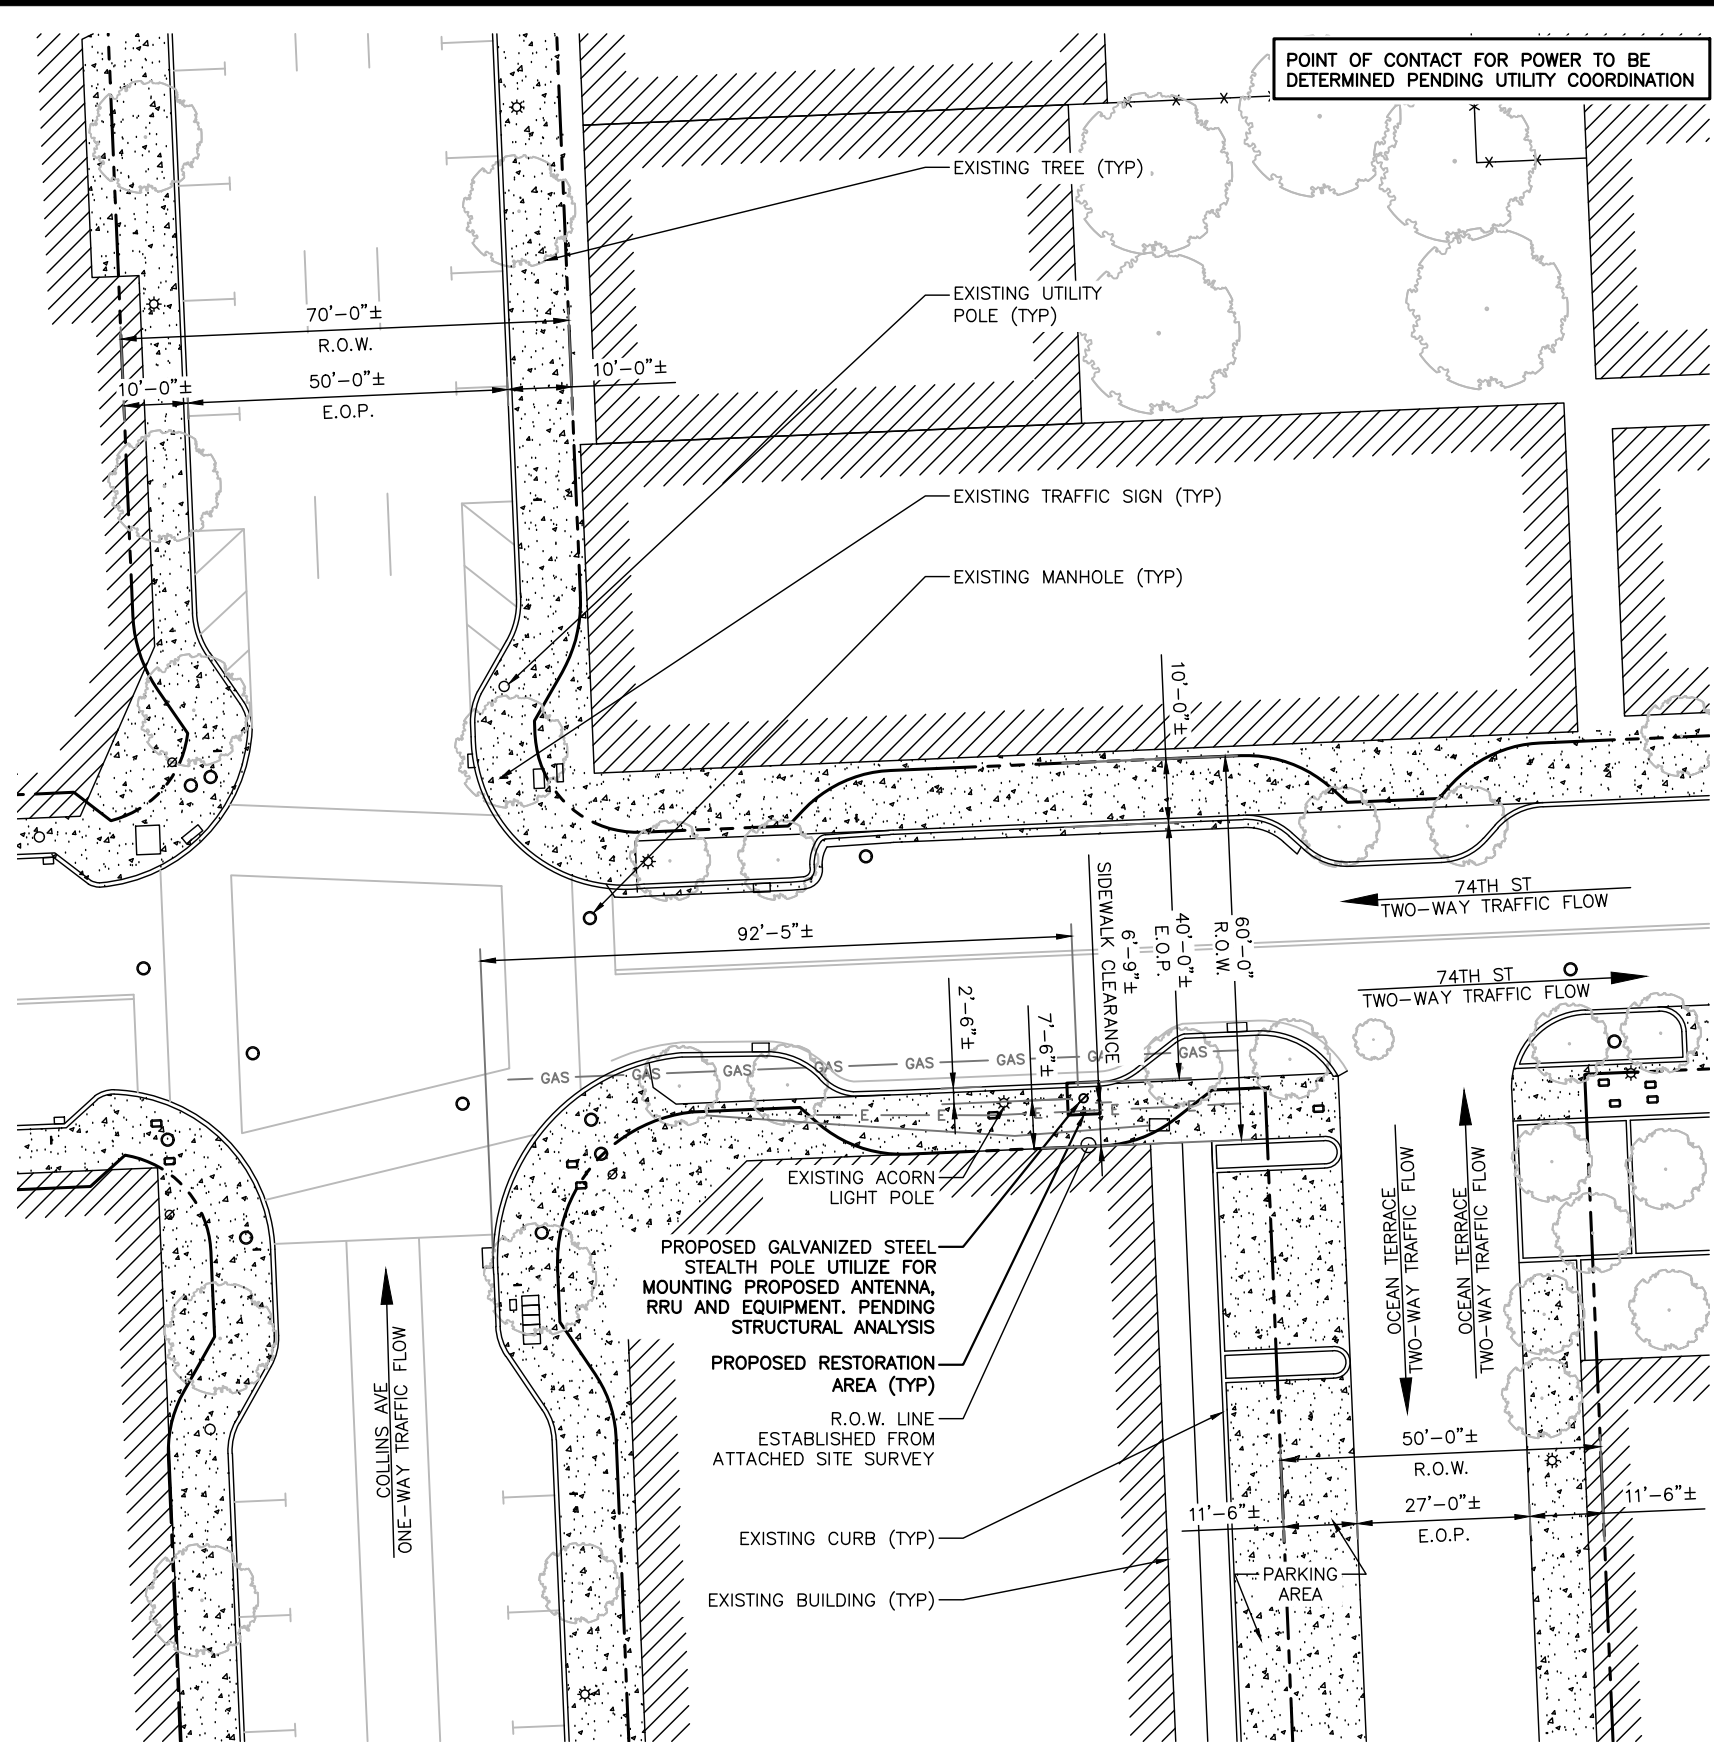 POINT OF CONTACT FOR POWER TO BE
DETERMINED PENDING UTILITY COORDINATION
EXISTING TREE (TYP)
EXISTING UTILITY
POLE (TYP)
70'-0"±
R.O.W.
10'-0"±
50'-0"±
E.O.P.
10'-0"±
EXISTING TRAFFIC SIGN (TYP)
EXISTING MANHOLE (TYP)
10'-0"±
SIDEWALK CLEARANCE
6'-9"±
40'-0"±
E.O.P.
60'-0"
R.O.W.
74TH ST
TWO-WAY TRAFFIC FLOW
92'-5"±
74TH ST
TWO-WAY TRAFFIC FLOW
2'-6"±
7'-6"±
GAS
GAS
GAS
GAS
GAS
GAS
GAS
E
E
E
E
EXISTING ACORN
LIGHT POLE
PROPOSED GALVANIZED STEEL
STEALTH POLE UTILIZE FOR
MOUNTING PROPOSED ANTENNA,
RRU AND EQUIPMENT. PENDING
STRUCTURAL ANALYSIS
PROPOSED RESTORATION
AREA (TYP)
R.O.W. LINE
ESTABLISHED FROM
ATTACHED SITE SURVEY
EXISTING CURB (TYP)
EXISTING BUILDING (TYP)
COLLINS AVE
ONE-WAY TRAFFIC FLOW
OCEAN TERRACE
TWO-WAY TRAFFIC FLOW
OCEAN TERRACE
TWO-WAY TRAFFIC FLOW
50'-0"±
R.O.W.
11'-6"±
27'-0"±
E.O.P.
11'-6"±
PARKING
AREA